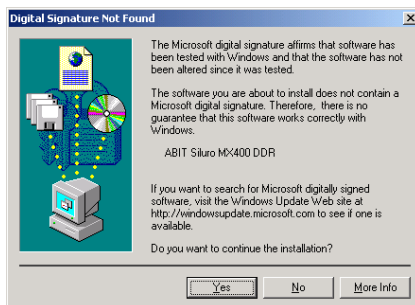 Digital Signature Not Found
The Microsoft digital signature affirms that software has
been tested with Windows and that the software has not
been altered since it was tested.
The software you are about to install does not contain a
Microsoft digital signature. Therefore, there is no
guarantee that this software works correctly with
Windows.
ABIT Siluro MX400 DDR
If you want to search for Microsoft digitally signed
software, visit the Windows Update Web site at
http://windowsupdate.microsoft.com to see if one is
available.
Do you want to continue the installation?
Yes No More Info